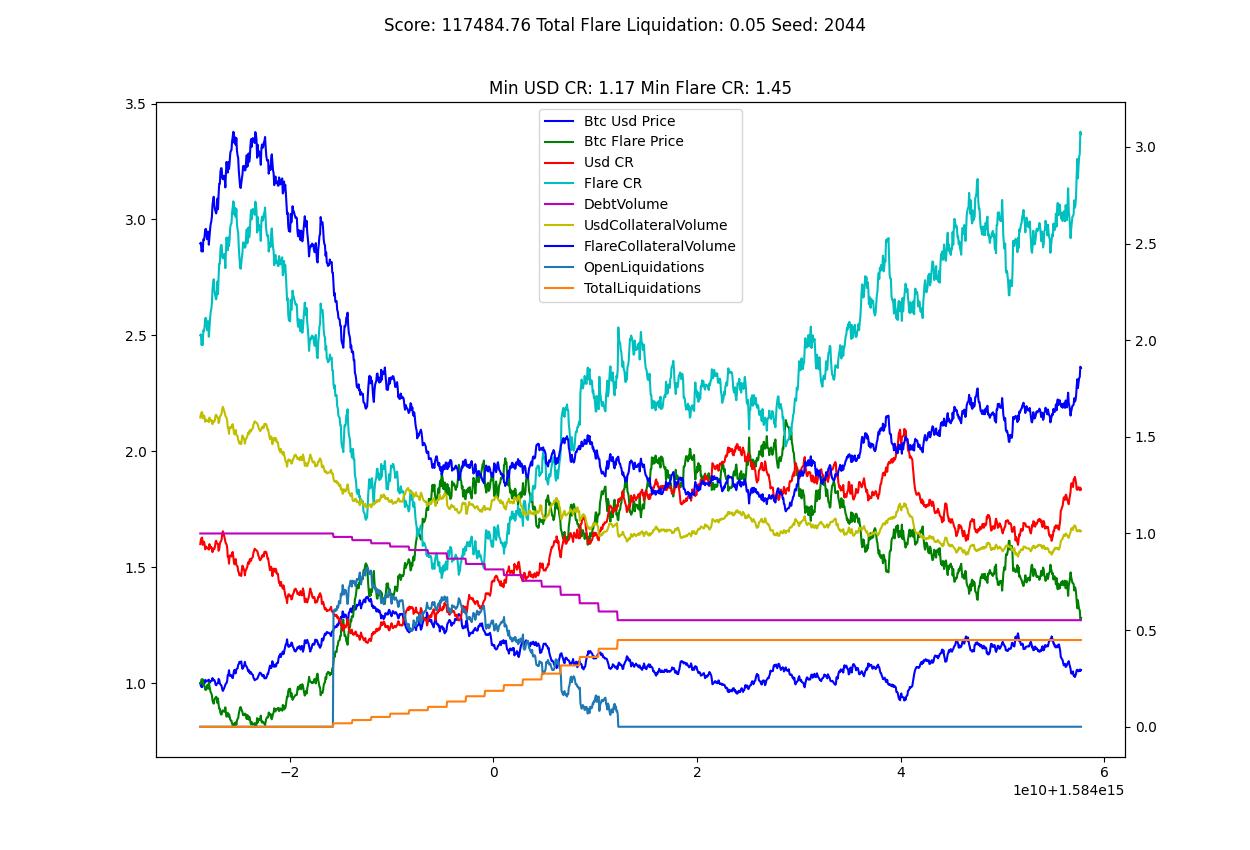 Score: 117484.76 Total Flare Liquidation: 0.05 Seed: 2044
Min USD CR: 1.17 Min Flare CR: 1.45
3.5
3.0
2.5
2.0
1.5
1.0
Btc Usd Price
Btc Flare Price
Usd CR
Flare CR
DebtVolume
UsdCollateralVolume
FlareCollateralVolume
OpenLiquidations
TotalLiquidations
3.0
2.5
2.0
1.5
1.0
0.5
0.0
−2 0 2 4 6
1e10+1.584e15